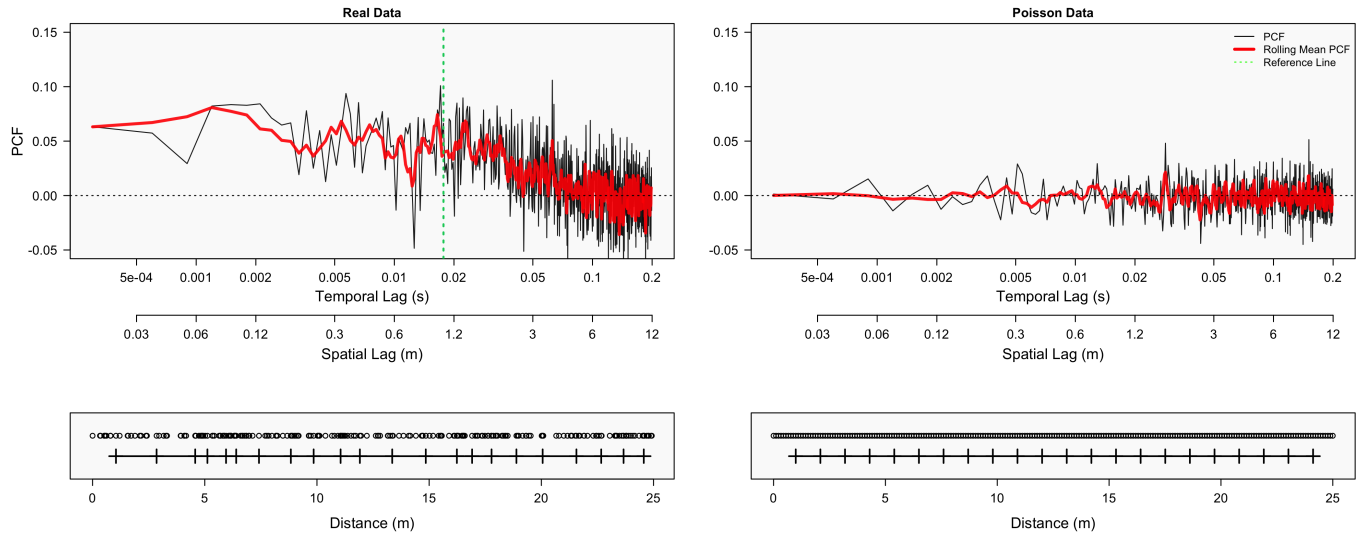 Real Data
0.15
0.10
0.05
0.00
-0.05
PCF
5e-04 0.001 0.002 0.005 0.01 0.02 0.05 0.1 0.2
Temporal Lag (s)
0.03 0.06 0.12 0.3 0.6 1.2 3 6 12
Spatial Lag (m)
0 5 10 15 20 25
Distance (m)
Poisson Data
PCF
Rolling Mean PCF
Reference Line
0.15
0.10
0.05
0.00
-0.05
5e-04 0.001 0.002 0.005 0.01 0.02 0.05 0.1 0.2
Temporal Lag (s)
0.03 0.06 0.12 0.3 0.6 1.2 3 6 12
Spatial Lag (m)
0 5 10 15 20 25
Distance (m)